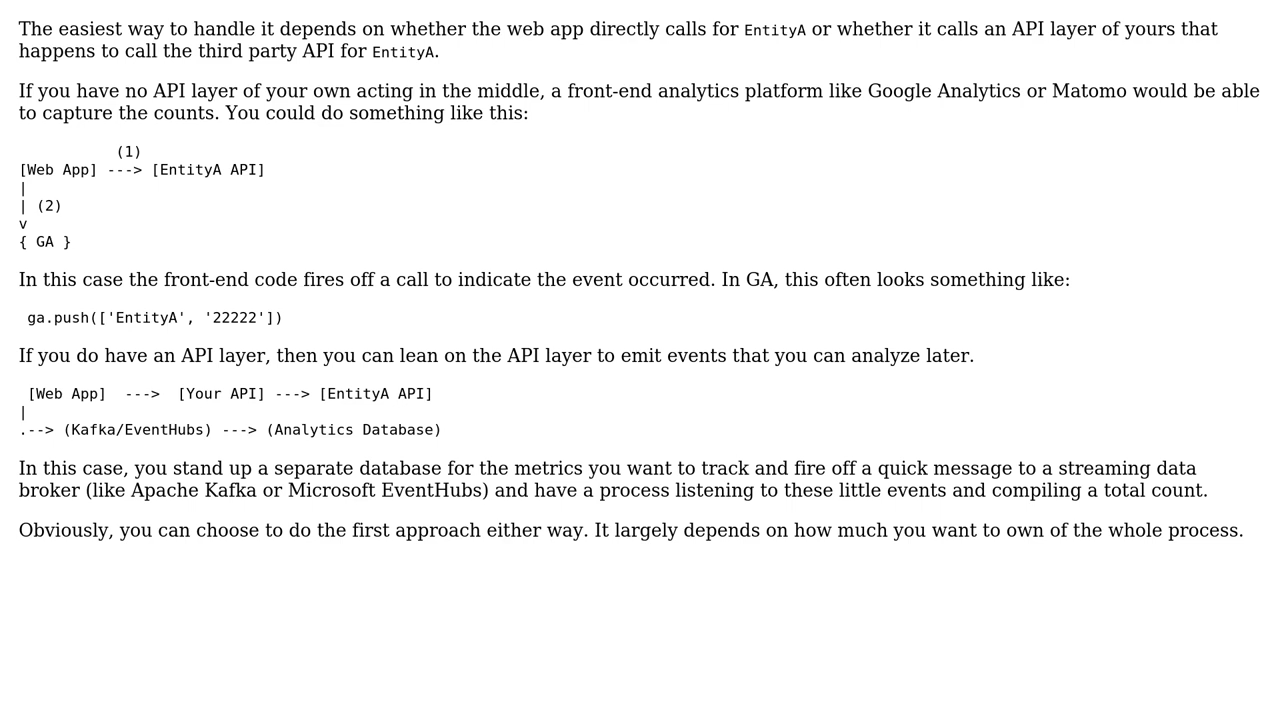 The easiest way to handle it depends on whether the web app directly calls for EntityA or whether it calls an API layer of yours that
happens to call the third party API for EntityA.
If you have no API layer of your own acting in the middle, a front-end analytics platform like Google Analytics or Matomo would be able
to capture the counts. You could do something like this:
(1)
[Web App] ---> [EntityA API]
|
| (2)
v
{ GA }
In this case the front-end code fires off a call to indicate the event occurred. In GA, this often looks something like:
ga.push(['EntityA', '22222'])
If you do have an API layer, then you can lean on the API layer to emit events that you can analyze later.
[Web App]  --->  [Your API] ---> [EntityA API]
|
.--> (Kafka/EventHubs) ---> (Analytics Database)
In this case, you stand up a separate database for the metrics you want to track and fire off a quick message to a streaming data
broker (like Apache Kafka or Microsoft EventHubs) and have a process listening to these little events and compiling a total count.
Obviously, you can choose to do the first approach either way. It largely depends on how much you want to own of the whole process.